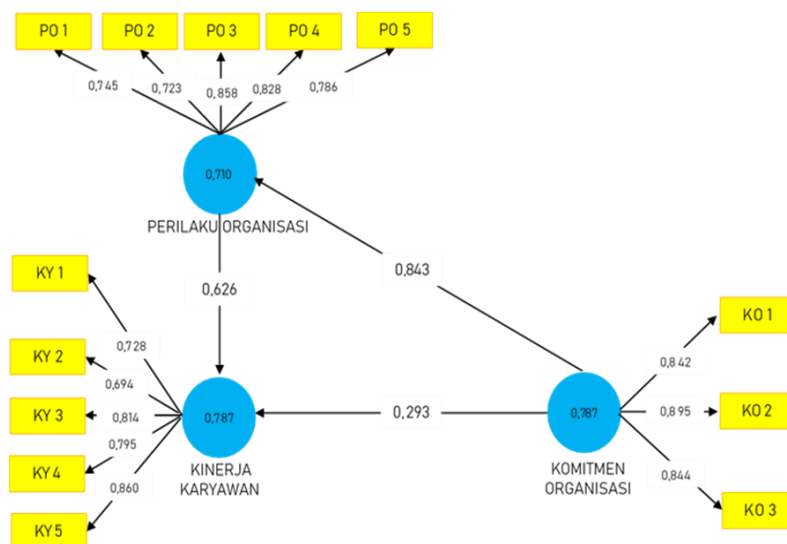 PO 1
PO 2
PO 3
PO 4
PO 5
0,745
0,723
0,858
0,828
0,786
0,710
PERILAKU ORGANISASI
0,843
0,626
KY 1
KY 2
KY 3
KY 4
KY 5
0,728
0,694
0,814
0,795
0,860
0,787
KINERJA
KARYAWAN
0,293
0,787
KOMITMEN
ORGANISASI
0,842
0,895
0,844
KO 1
KO 2
KO 3